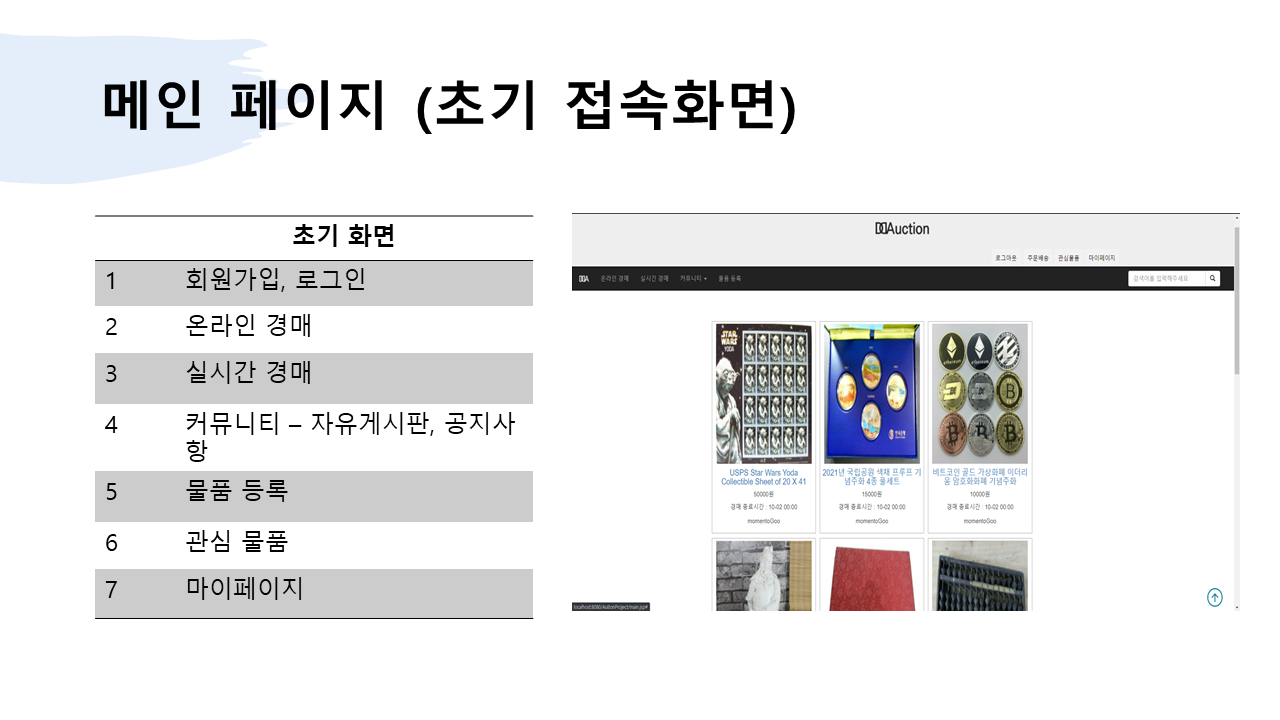 메인 페이지 (초기 접속화면)
초기 화면
1 회원가입, 로그인
2 온라인 경매
3 실시간 경매
4 커뮤니티 – 자유게시판, 공지사
항
5 물품 등록
6 관심 물품
7 마이페이지
DDAuction
로그아웃 주문배송 관심물품 마이페이지
DDA 온라인 경매 실시간 경매 커뮤니티 물품 등록 검색어를 입력해주세요
STAR
WARS
YODA
USPS Star Wars Yoda
Collectible Sheet of 20 X 41
50000원
경매 종료시간 : 10-02 00:00
momentoGoo
2021년 국립공원 색채 프루프 기
념주화 4종 풀세트
15000원
경매 종료시간 : 10-02 00:00
momentoGoo
비트코인 골드 가상화폐 이더리
움 암호화화폐 기념주화
10000원
경매 종료시간 : 10-02 00:00
momentoGoo
localhost:8080/AutionProject/main.jsp#